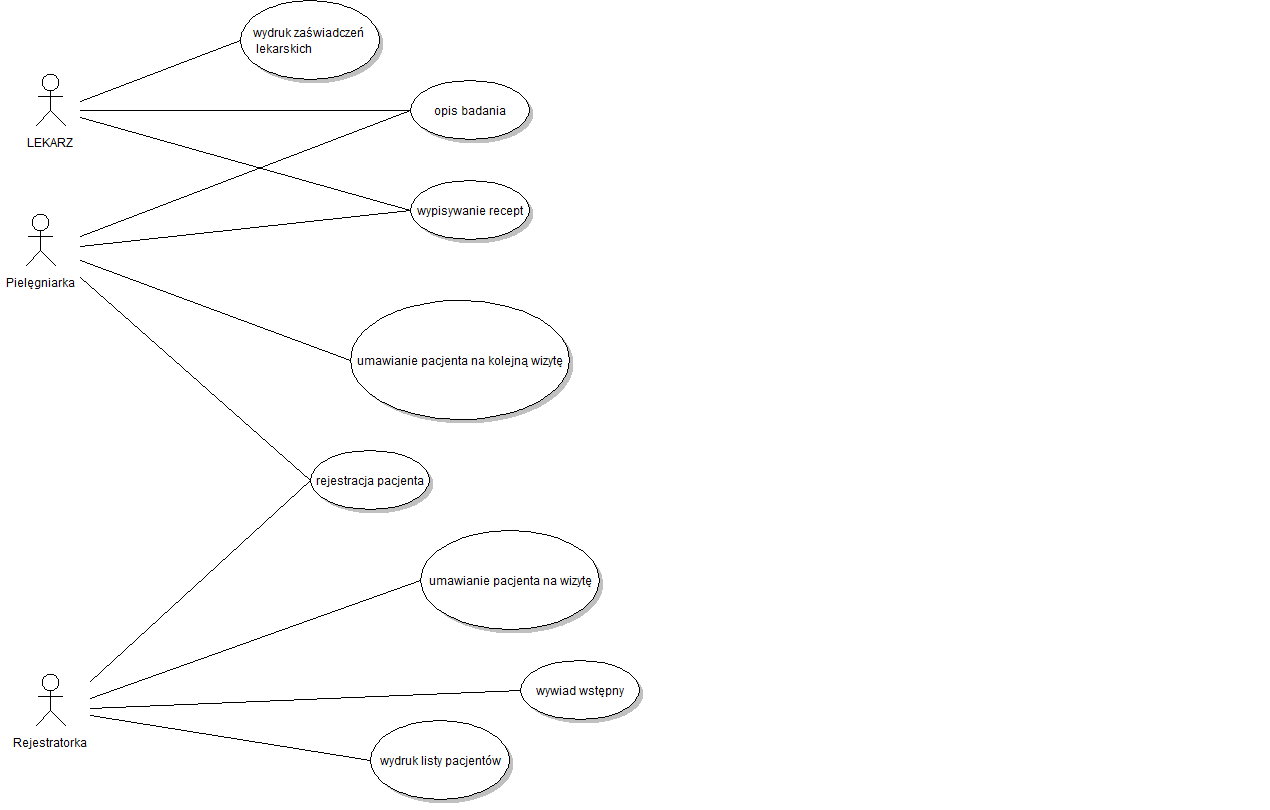 wydruk zaświadczeń
lekarskich
LEKARZ
opis badania
wypisywanie recept
Pielęgniarka
umawianie pacjenta na kolejną wizytę
rejestracja pacjenta
umawianie pacjenta na wizytę
wywiad wstępny
Rejestratorka
wydruk listy pacjentów